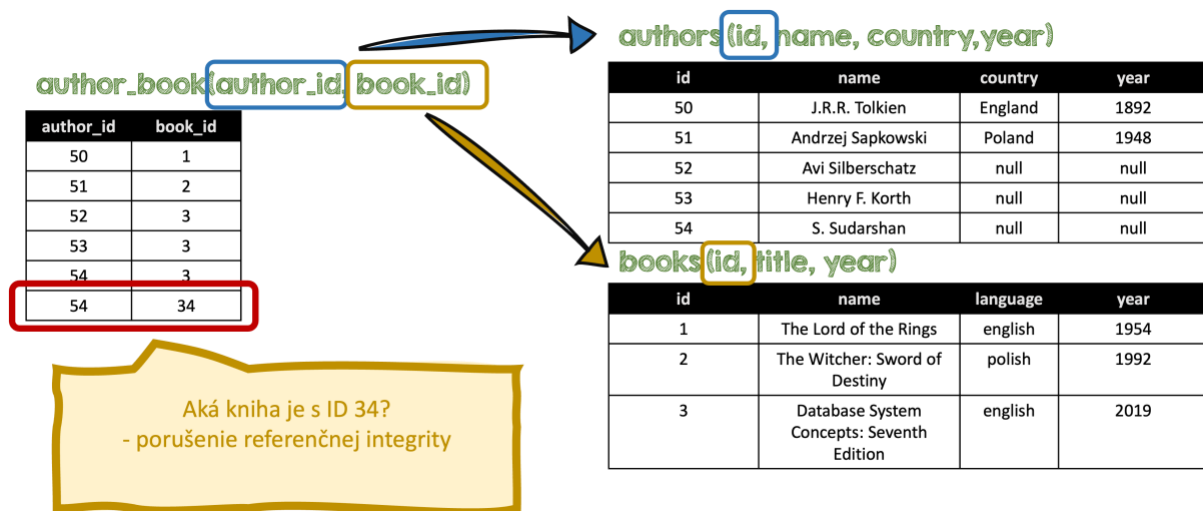 author_book(author_id, book_id)
author_id book_id
50 1
51 2
52 3
53 3
54 3
54 34
Aká kniha je s ID 34?
- porušenie referenčnej integrity
authors(id, name, country,year)
id name country year
50 J.R.R. Tolkien England 1892
51 Andrzej Sapkowski Poland 1948
52 Avi Silberschatz null null
53 Henry F. Korth null null
54 S. Sudarshan null null
books(id, title, year)
id name language year
1 The Lord of the Rings english 1954
2 The Witcher: Sword of polish 1992
Destiny
3 Database System english 2019
Concepts: Seventh
Edition